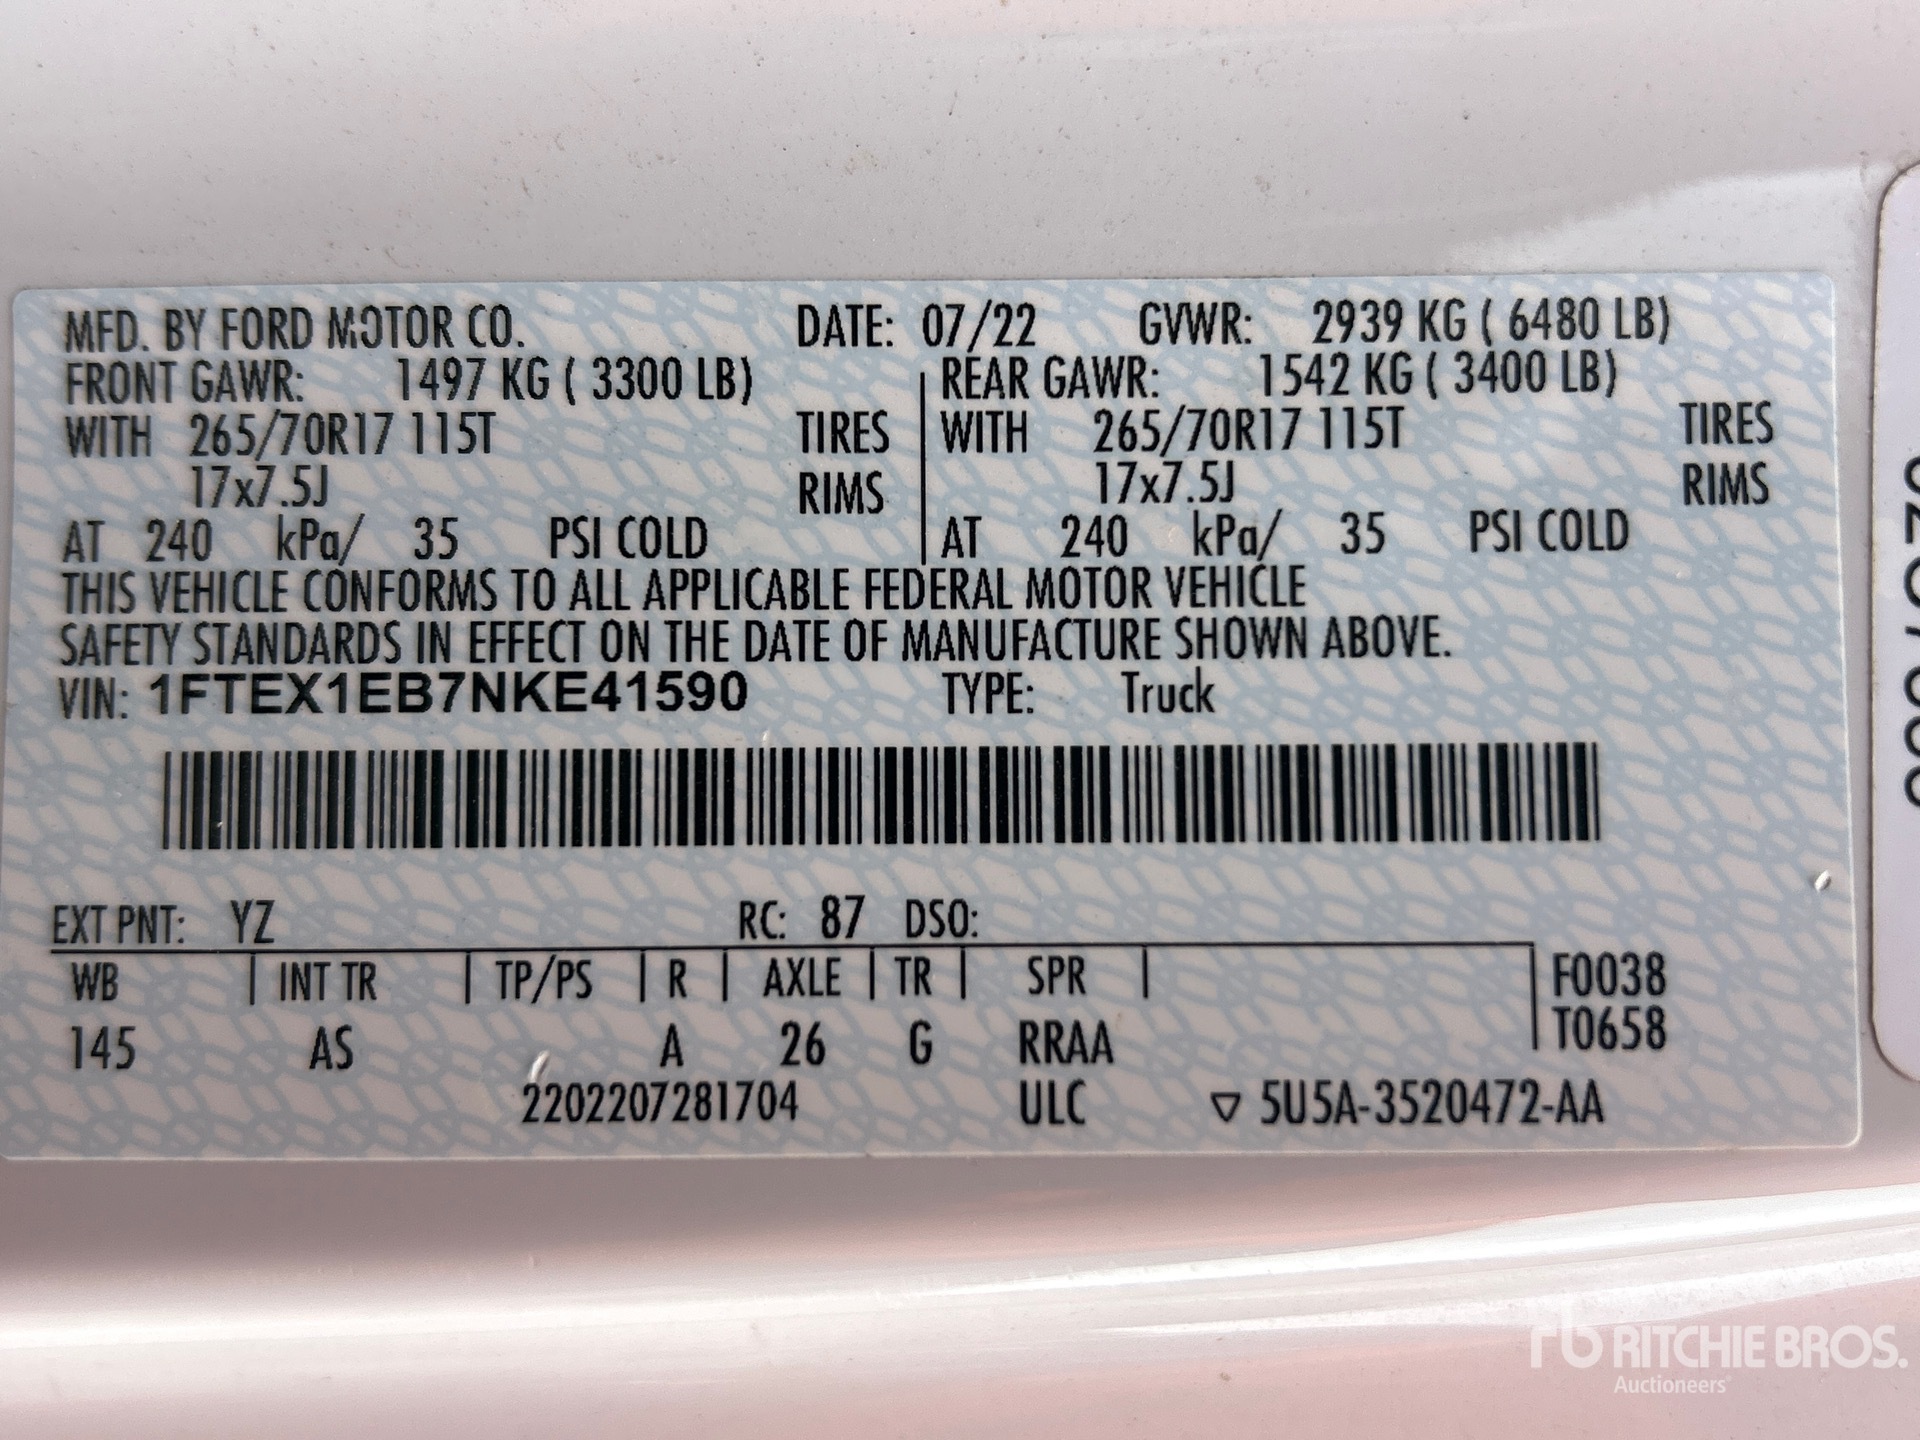 MFD. BY FORD MOTOR CO. DATE: 07/22 GVWR: 2939 KG ( 6480 LB)
FRONT GAWR: 1497 KG ( 3300 LB) REAR GAWR: 1542 KG ( 3400 LB)
WITH 265/70R17 115T TIRES WITH 265/70R17 115T TIRES
17x7.5J RIMS 17x7.5J RIMS
AT 240 kPa/ 35 PSI COLD AT 240 kPa/ 35 PSI COLD
THIS VEHICLE CONFORMS TO ALL APPLICABLE FEDERAL MOTOR VEHICLE
SAFETY STANDARDS IN EFFECT ON THE DATE OF MANUFACTURE SHOWN ABOVE.
VIN: 1FTEX1EB7NKE41590 TYPE: Truck
EXT PNT: YZ RC: 87 DSO:
WB INT TR TP/PS R AXLE TR SPR F0038
T0658
145 AS A 26 G RRAA
2202207281704 ULC ▽ 5U5A-3520472-AA
rb RITCHIE BROS.
Auctioneers